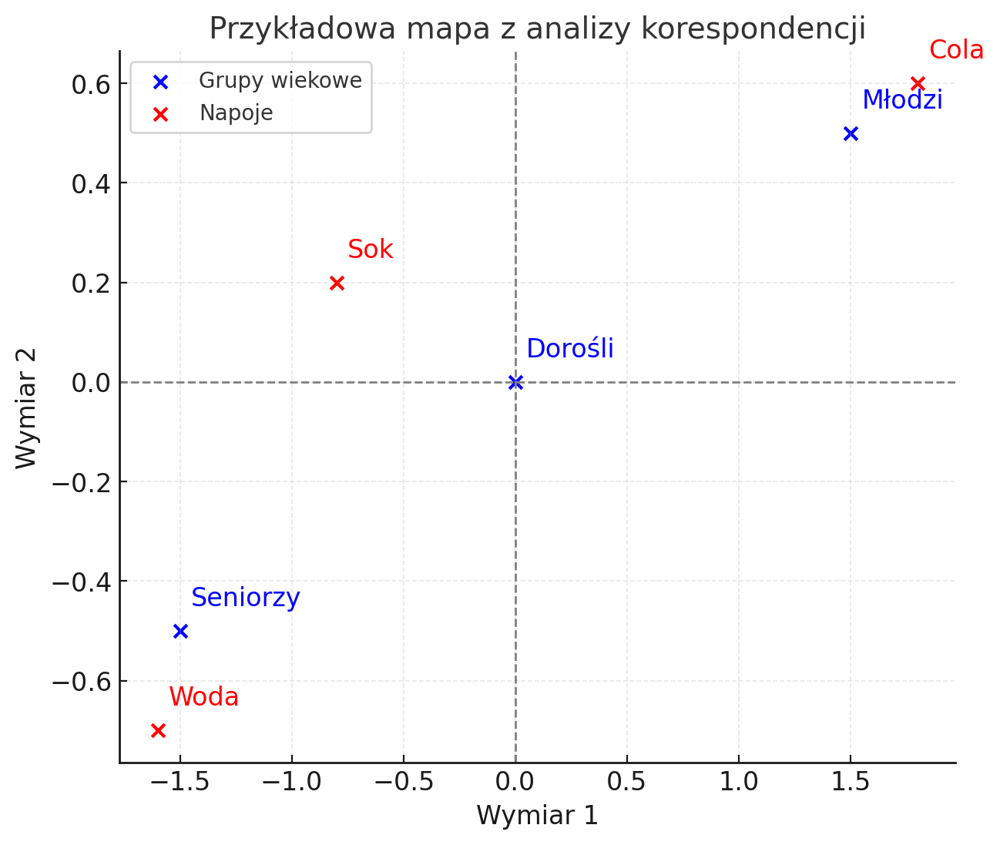 Przykładowa mapa z analizy korespondencji
Cola
Grupy wiekowe
Napoje
Młodzi
Sok
Dorośli
Seniorzy
Woda
0.6
0.4
0.2
0.0
−0.2
−0.4
−0.6
Wymiar 2
−1.5
−1.0
−0.5
0.0
0.5
1.0
1.5
Wymiar 1